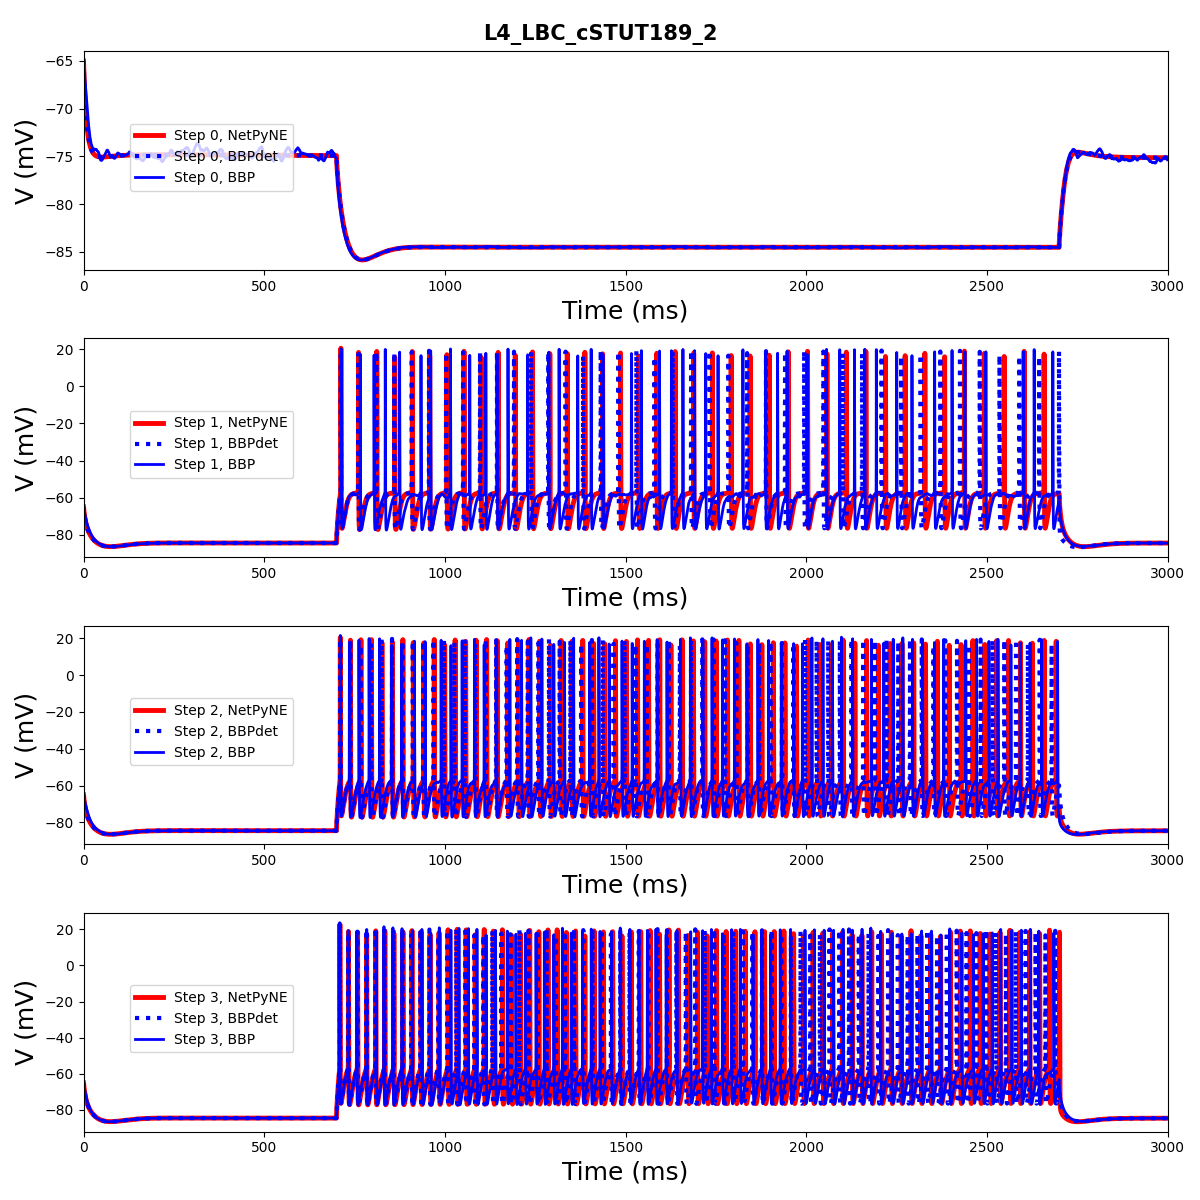 L4_LBC_cSTUT189_2
V (mV)
−65
−70
−75
−80
−85
Step 0, NetPyNE
Step 0, BBPdet
Step 0, BBP
0 500 1000 1500 2000 2500 3000
Time (ms)
V (mV)
20
0
−20
−40
−60
−80
Step 1, NetPyNE
Step 1, BBPdet
Step 1, BBP
0 500 1000 1500 2000 2500 3000
Time (ms)
V (mV)
20
0
−20
−40
−60
−80
Step 2, NetPyNE
Step 2, BBPdet
Step 2, BBP
0 500 1000 1500 2000 2500 3000
Time (ms)
V (mV)
20
0
−20
−40
−60
−80
Step 3, NetPyNE
Step 3, BBPdet
Step 3, BBP
0 500 1000 1500 2000 2500 3000
Time (ms)